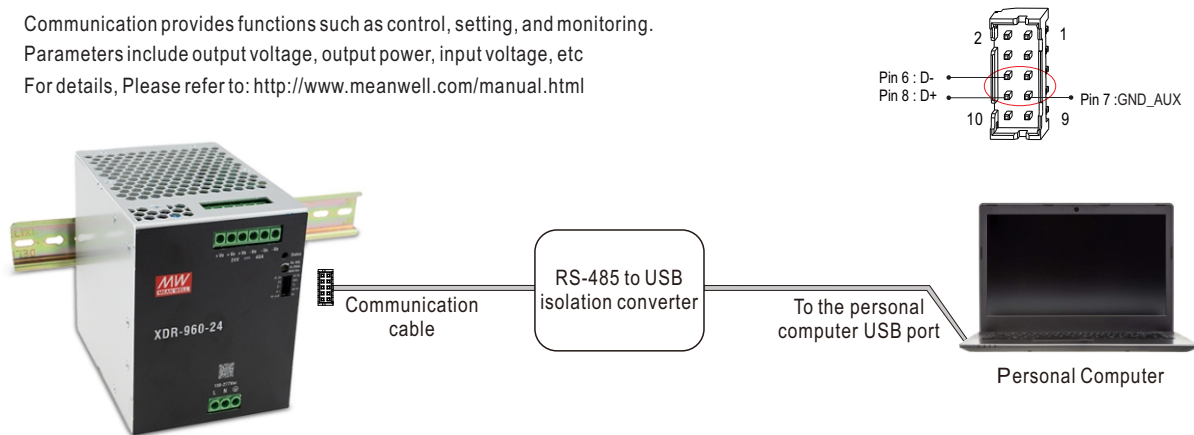 Communication provides functions such as control, setting, and monitoring.
Parameters include output voltage, output power, input voltage, etc
For details, Please refer to: http://www.meanwell.com/manual.html
2
1
Pin 6 : D-
Pin 8 : D+
Pin 7 :GND_AUX
10
9
MW
MEAN WELL
XDR-960-24
L N
Communication
cable
RS-485 to USB
isolation converter
To the personal
computer USB port
Personal Computer